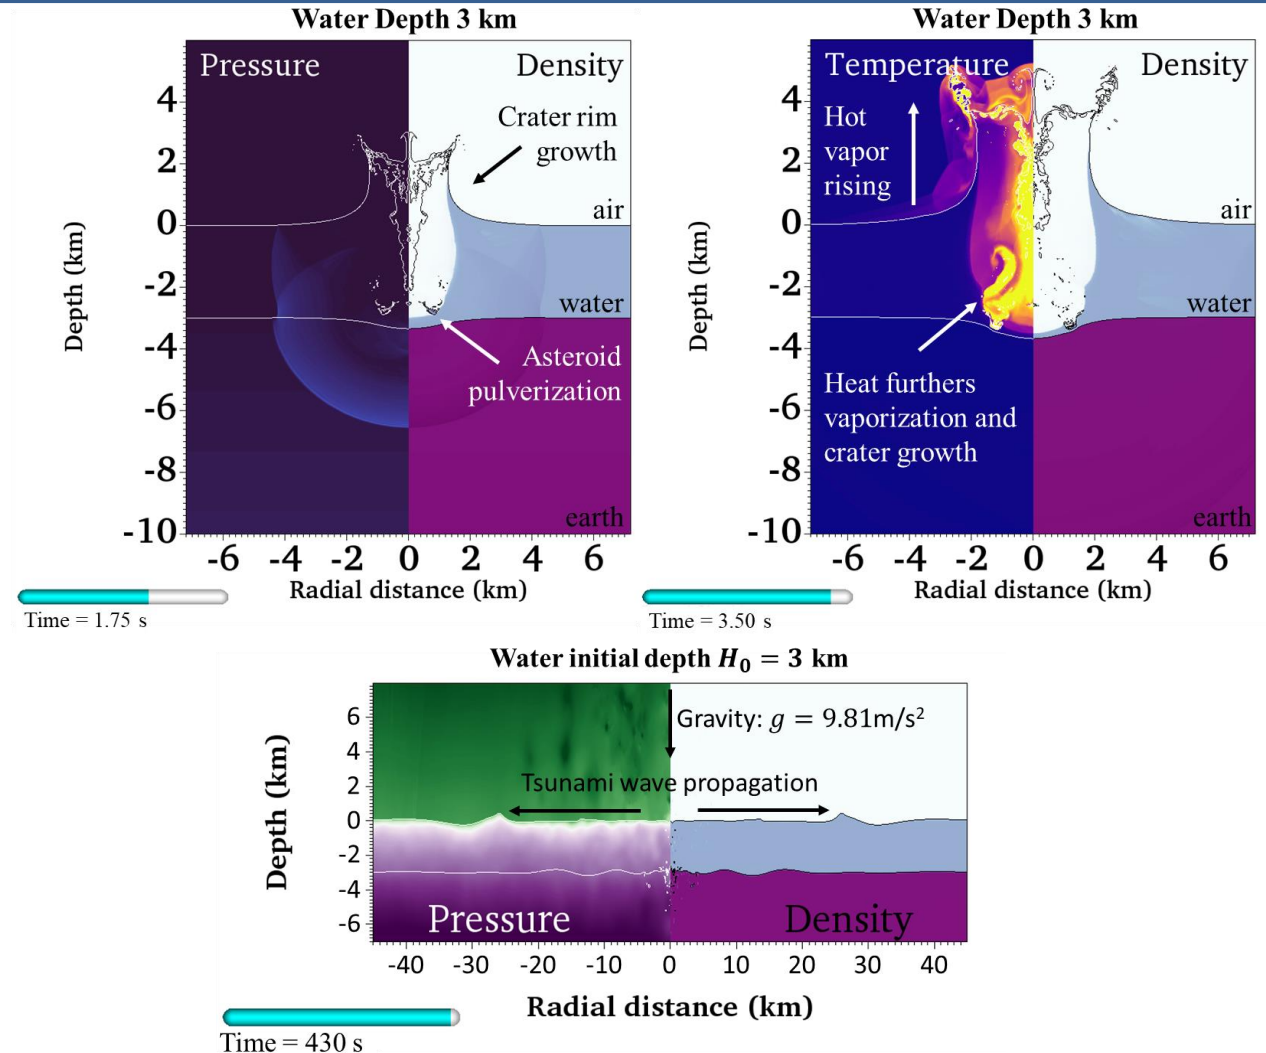 Water Depth 3 km
Pressure
Density
Crater rim
growth
air
water
Asteroid
pulverization
earth
4
2
0
-2
-4
-6
-8
-10
Depth (km)
-6 -4 -2 0 2 4 6
Radial distance (km)
Time = 1.75 s
Water Depth 3 km
Temperature
Density
Hot
vapor
rising
air
water
Heat furthers
vaporization and
crater growth
earth
4
2
0
-2
-4
-6
-8
-10
Depth (km)
-6 -4 -2 0 2 4 6
Radial distance (km)
Time = 3.50 s
Water initial depth H₀ = 3 km
Gravity: g = 9.81m/s²
Tsunami wave propagation
Pressure
Density
6
4
2
0
-2
-4
-6
Depth (km)
-40 -30 -20 -10 0 10 20 30 40
Radial distance (km)
Time = 430 s